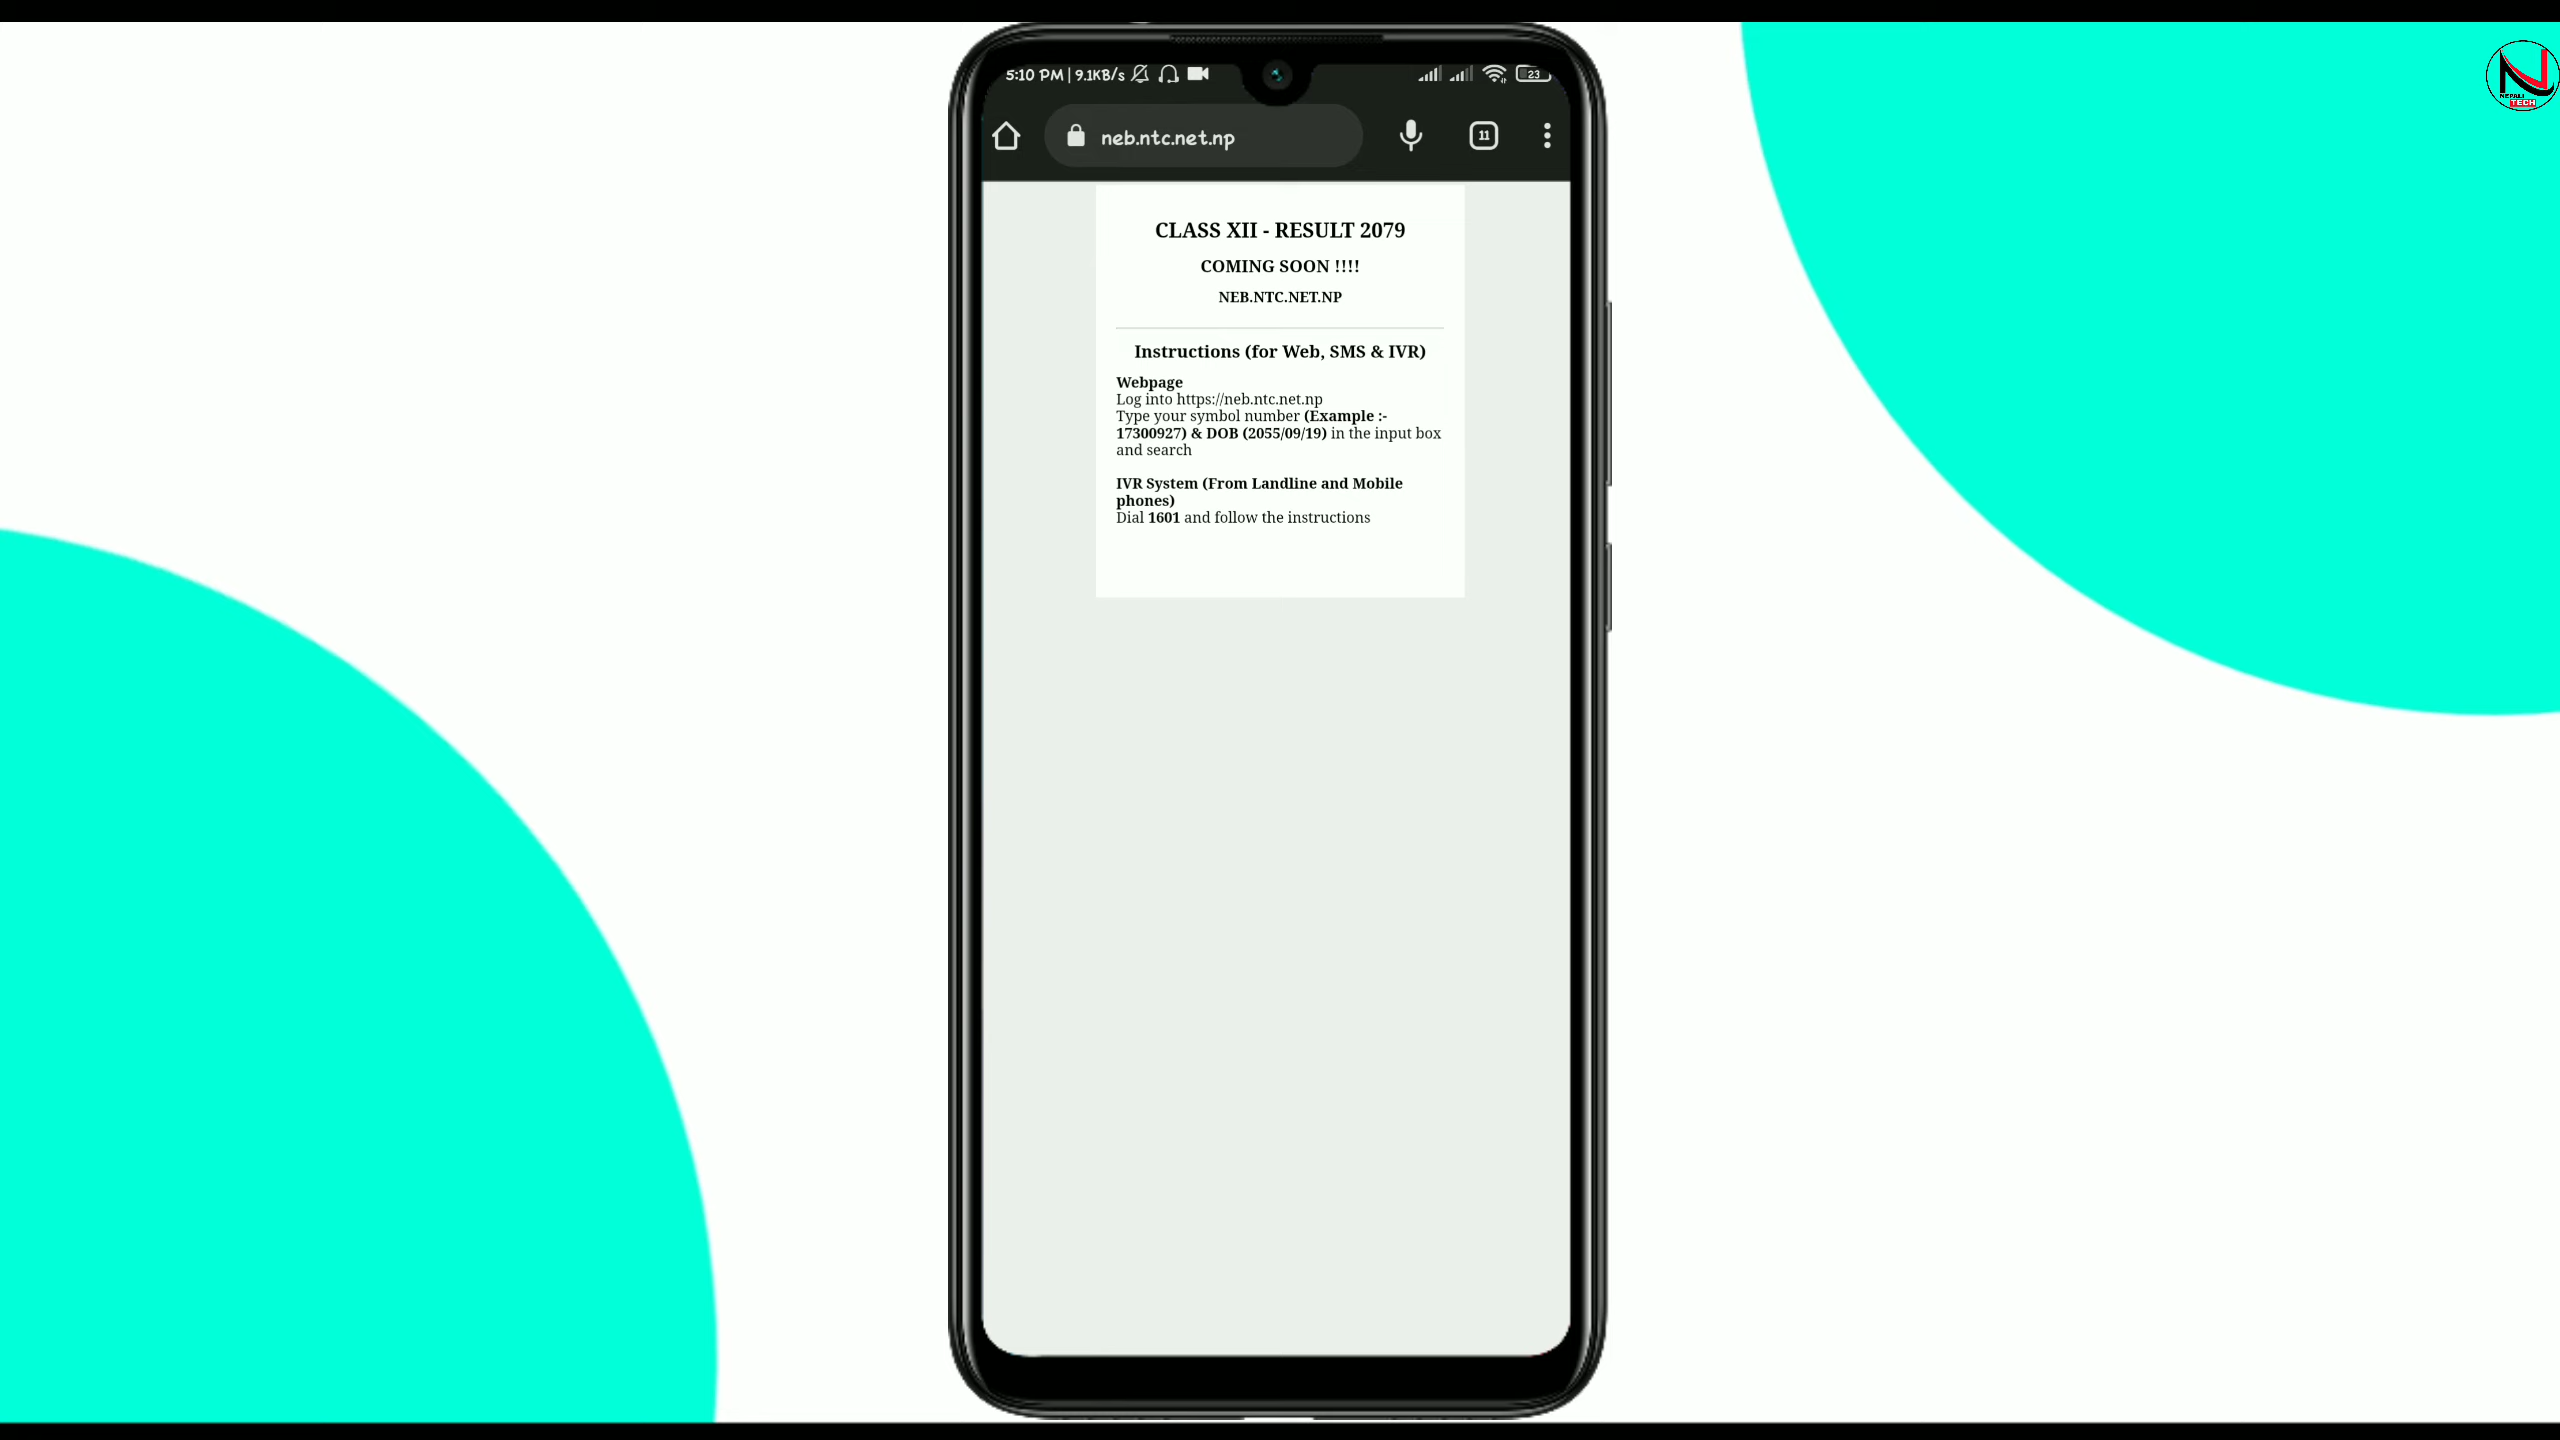 5:10 PM | 9.1KB/s
23
neb.ntc.net.np
11
NEPALI
TECH
CLASS XII - RESULT 2079
COMING SOON !!!!
NEB.NTC.NET.NP
Instructions (for Web, SMS & IVR)
Webpage
Log into https://neb.ntc.net.np
Type your symbol number (Example :-
17300927) & DOB (2055/09/19) in the input box
and search
IVR System (From Landline and Mobile
phones)
Dial 1601 and follow the instructions